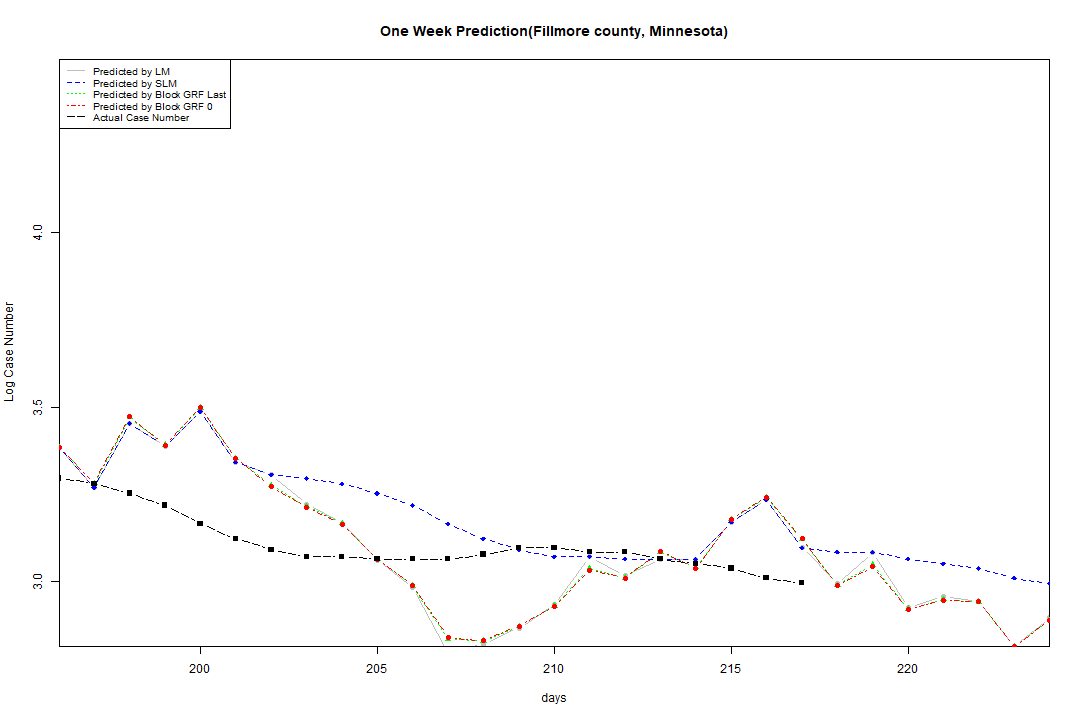 One Week Prediction(Fillmore county, Minnesota)
Predicted by LM
Predicted by SLM
Predicted by Block GRF Last
Predicted by Block GRF 0
Actual Case Number
4.0
3.5
3.0
Log Case Number
200 205 210 215 220
days